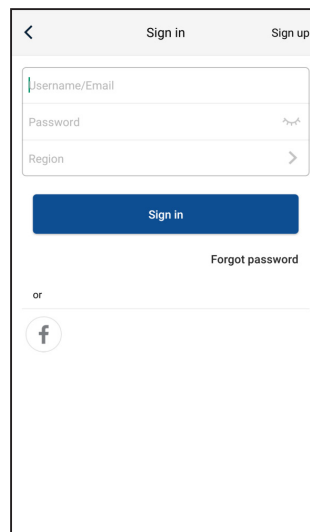 Sign in
Sign up
Username/Email
Password
Region
Sign in
Forgot password
or
f